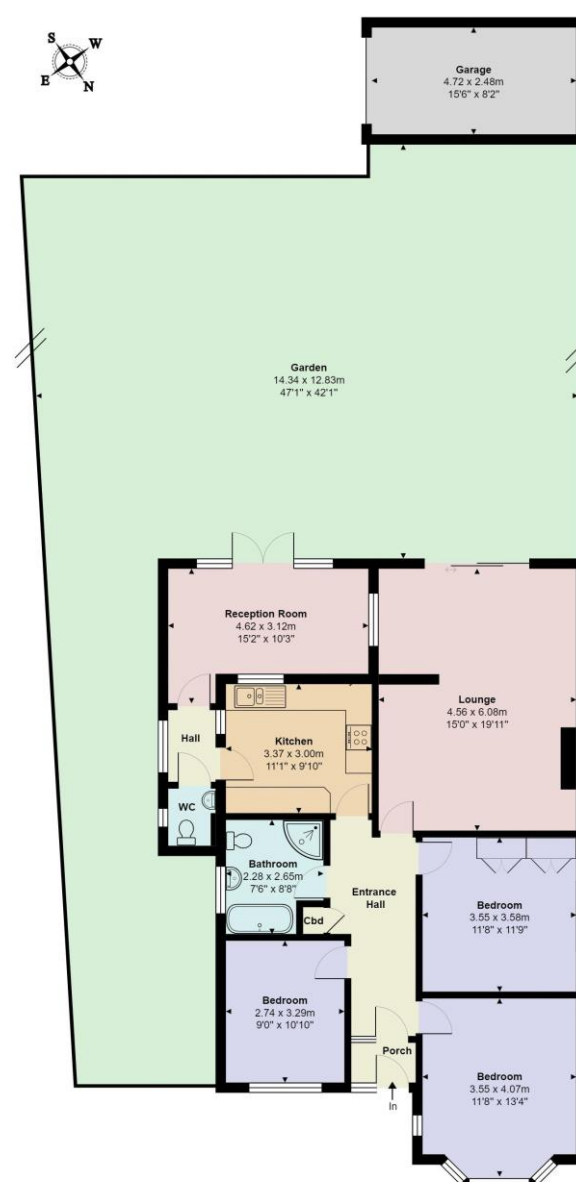 S
W
E
N
Garage
4.72 x 2.48m
15'6" x 8'2"
Garden
14.34 x 12.83m
47'1" x 42'1"
Reception Room
4.62 x 3.12m
15'2" x 10'3"
Lounge
4.56 x 6.08m
15'0" x 19'11"
Hall
Kitchen
3.37 x 3.00m
11'1" x 9'10"
WC
Bathroom
2.28 x 2.65m
7'6" x 8'8"
Entrance
Hall
Cbd
Bedroom
3.55 x 3.58m
11'8" x 11'9"
Bedroom
2.74 x 3.29m
9'0" x 10'10"
Porch
In
Bedroom
3.55 x 4.07m
11'8" x 13'4"